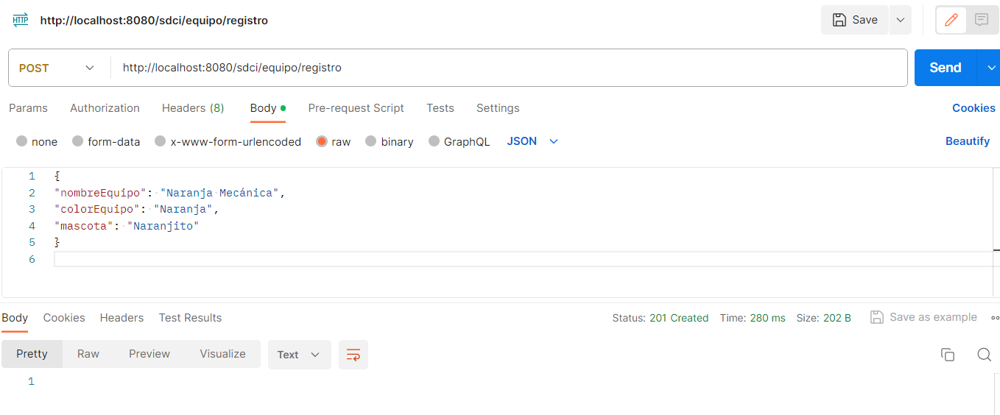 HTTP http://localhost:8080/sdci/equipo/registro Save
POST http://localhost:8080/sdci/equipo/registro Send
Params Authorization Headers (8) Body Pre-request Script Tests Settings Cookies
none form-data x-www-form-urlencoded raw binary GraphQL JSON Beautify
1 {
2 "nombreEquipo": "Naranja Mecánica",
3 "colorEquipo": "Naranja",
4 "mascota": "Naranjito"
5 }
6
Body Cookies Headers Test Results Status: 201 Created Time: 280 ms Size: 202 B Save as example
Pretty Raw Preview Visualize Text
1